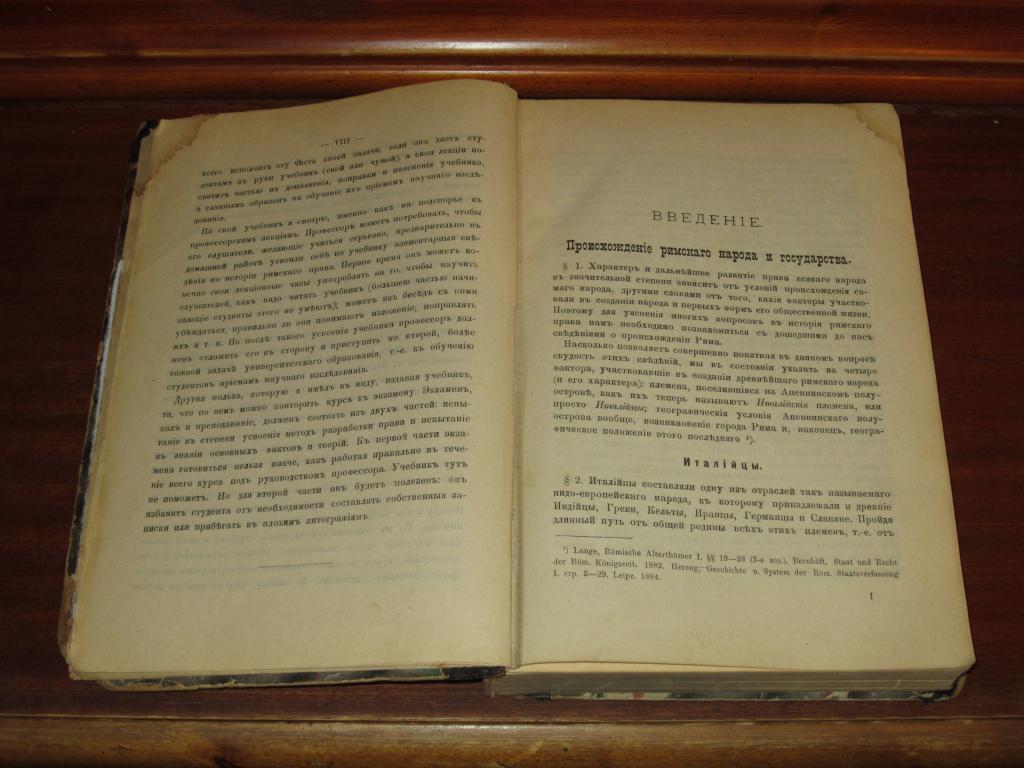 — VIII —
всего исполнитъ эту часть своей задачи, если онъ дастъ сту-
дентамъ въ руки учебникъ (свой или чужой), а свои лекціи по-
святитъ частью на дополненія, поправки и поясненія учебника,
а главнымъ образомъ на обученіе ихъ пріемамъ научнаго изслѣ-
дованія.
На свой учебникъ я смотрю, именно какъ на подспорье къ
профессорскимъ лекціямъ. Профессоръ можетъ потребовать, чтобы
его слушатели, желающіе учиться серьезно, предварительно въ
домашней работѣ усвоили себѣ по учебнику элементарныя свѣ-
дѣнія по исторіи римскаго права. Первое время онъ можетъ ко-
нечно свои лекціонные часы употреблять на то, чтобы научить
слушателей, какъ надо читать учебникъ (большею частью начи-
нающіе студенты этого не умѣютъ); можетъ изъ бесѣдъ съ ними
убѣждаться, правильно ли они понимаютъ изложеніе, поправлять
ихъ и т. п. Но послѣ такого усвоенія учебника профессоръ дол-
женъ отложить его въ сторону и приступить ко второй, болѣе
важной задачѣ университетскаго образованія, т.-е. къ обученію
студентовъ пріемамъ научнаго изслѣдованія.
Другая польза, которую я имѣлъ въ виду, издавая учебникъ,
та, что по немъ можно повторить курсъ къ экзамену. Экзаменъ,
какъ и преподаваніе, долженъ состоять изъ двухъ частей: испы-
таніе въ степени усвоенія методъ разработки права и испытаніе
въ знаніи основныхъ фактовъ и теорій. Къ первой части экза-
мена готовиться нельзя иначе, какъ работая правильно въ тече-
ніе всего курса подъ руководствомъ профессора. Учебникъ тутъ
не поможетъ. Но для второй части онъ будетъ полезенъ: онъ
избавитъ студента отъ необходимости составлять собственныя за-
писки или прибѣгать къ плохимъ литографіямъ.
ВВЕДЕНІЕ.
Происхожденіе римскаго народа и государства.
§ 1. Характеръ и дальнѣйшее развитіе права всякаго народа
въ значительной степени зависитъ отъ условій происхожденія са-
маго народа, другими словами отъ того, какіе факторы участво-
вали въ созданіи народа и первыхъ формъ его общественной жизни.
Поэтому для уясненія многихъ вопросовъ въ исторіи римскаго
права намъ необходимо познакомиться съ дошедшими до насъ
свѣдѣніями о происхожденіи Рима.
Насколько позволяетъ совершенно понятная въ данномъ вопросѣ
скудость этихъ свѣдѣній, мы въ состояніи указать на четыре
фактора, участвовавшіе въ созданіи древнѣйшаго римскаго народа
(и его характера): племена, поселившіяся на Апеннинскомъ полу-
островѣ, какъ ихъ теперь называютъ Италійскія племена, или
просто Италійцы; географическія условія Апеннинскаго полу-
острова вообще, возникновеніе города Рима и, наконецъ, геогра-
фическое положеніе этого послѣдняго ¹).
Италійцы.
§ 2. Италійцы составляли одну изъ отраслей такъ называемаго
индо-европейскаго народа, къ которому принадлежали и древніе
Индійцы, Греки, Кельты, Иранцы, Германцы и Славяне. Пройдя
длинный путь отъ общей родины всѣхъ этихъ племенъ, т.-е. отъ
¹) Lange, Römische Alterthümer I. §§ 19—28 (3-е изд.). Bernhöft, Staat und Recht
der Röm. Königszeit. 1882. Herzog, Geschichte u. System der Röm. Staatsverfassung
I. стр. 3—29. Leipz. 1884.
1